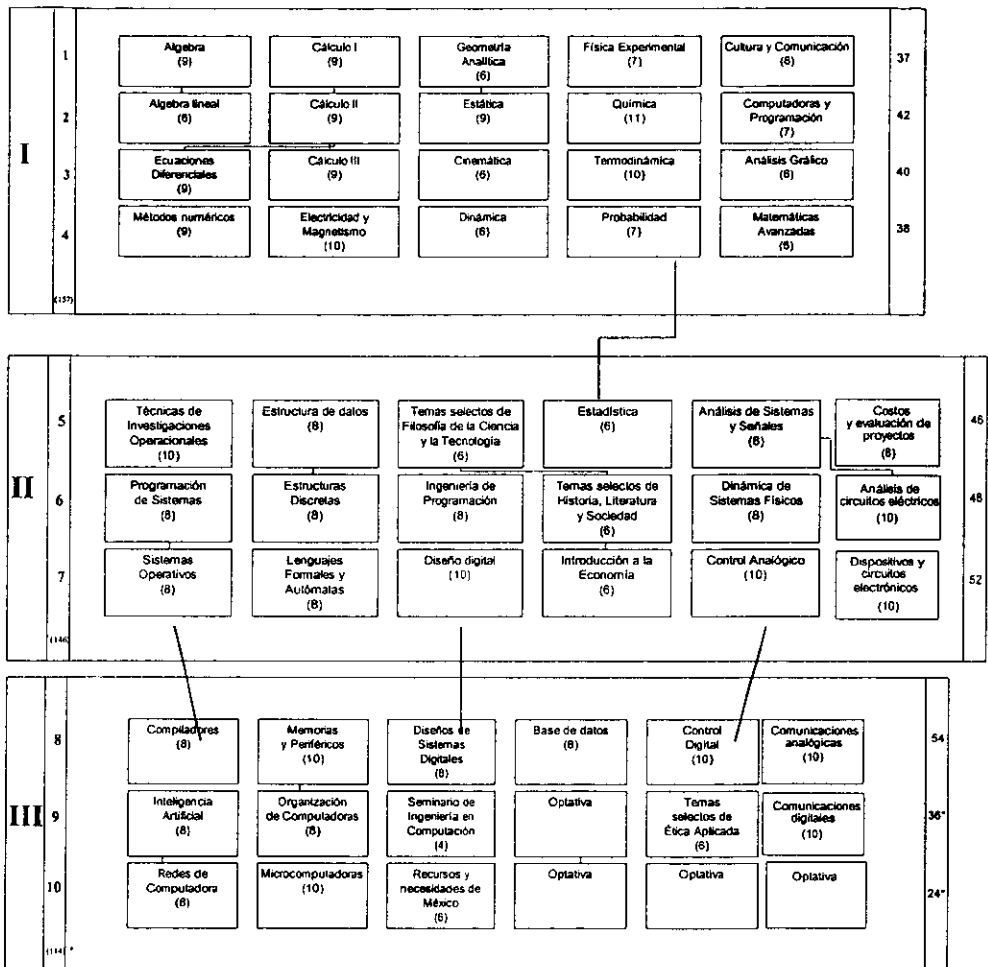 I
1
Algebra
(9)
Cálculo I
(9)
Geometría
Analítica
(6)
Física Experimental
(7)
Cultura y Comunicación
(6)
37
2
Algebra lineal
(6)
Cálculo II
(9)
Estática
(9)
Química
(11)
Computadoras y
Programación
(7)
42
3
Ecuaciones
Diferenciales
(9)
Cálculo III
(9)
Cinemática
(6)
Termodinámica
(10)
Análisis Gráfico
(6)
40
4
Métodos numéricos
(9)
Electricidad y
Magnetismo
(10)
Dinámica
(6)
Probabilidad
(7)
Matemáticas
Avanzadas
(6)
38
(157)
II
5
Técnicas de
Investigaciones
Operacionales
(10)
Estructura de datos
(8)
Temas selectos de
Filosofía de la Ciencia
y la Tecnología
(6)
Estadística
(6)
Análisis de Sistemas
y Señales
(8)
Costos
y evaluación de
proyectos
(8)
46
6
Programación
de Sistemas
(8)
Estructuras
Discretas
(8)
Ingeniería de
Programación
(8)
Temas selectos de
Historia, Literatura
y Sociedad
(6)
Dinámica de
Sistemas Físicos
(8)
Análisis de
circuitos eléctricos
(10)
48
7
Sistemas
Operativos
(8)
Lenguajes
Formales y
Autómatas
(8)
Diseño digital
(10)
Introducción a la
Economía
(6)
Control Analógico
(10)
Dispositivos y
circuitos
electrónicos
(10)
52
(146)
III
8
Compiladores
(8)
Memorias
y Periféricos
(10)
Diseños de
Sistemas
Digitales
(8)
Base de datos
(8)
Control
Digital
(10)
Comunicaciones
analógicas
(10)
54
9
Inteligencia
Artificial
(8)
Organización
de Computadoras
(8)
Seminario de
Ingeniería en
Computación
(4)
Optativa
Temas
selectos de
Ética Aplicada
(6)
Comunicaciones
digitales
(10)
36*
10
Redes de
Computadora
(8)
Microcomputadoras
(10)
Recursos y
necesidades de
México
(6)
Optativa
Optativa
Optativa
24*
(114) *